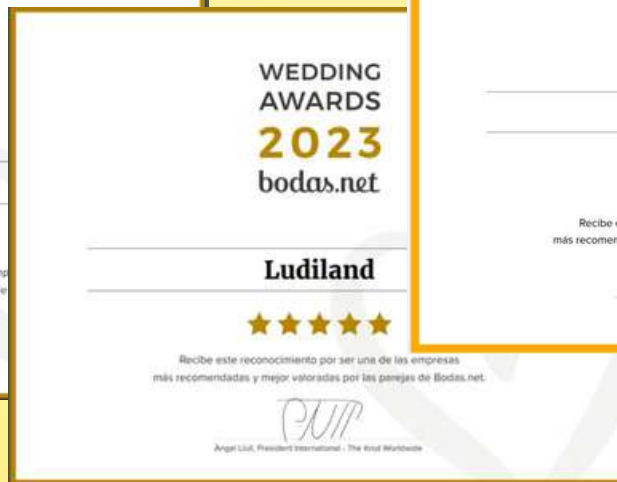 WEDDING
AWARDS
2023
bodas.net
Ludiland
Recibe este reconocimiento por ser una de las empresas
más recomendadas y mejor valoradas por las parejas de Bodas.net.
Ángel Llull, President International - The Knot Worldwide
Recibe
más